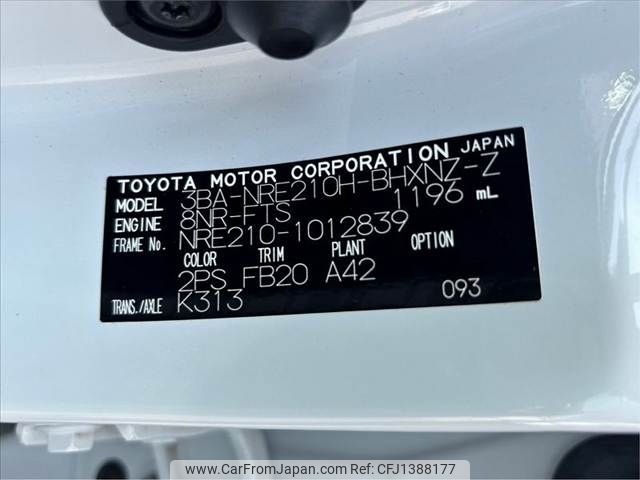 TOYOTA MOTOR CORPORATION JAPAN
MODEL 3BA-NRE210H-BHXNZ-Z
ENGINE 8NR-FTS 1196 mL
FRAME No. NRE210-1012839
COLOR TRIM PLANT OPTION
2PS FB20 A42
TRANS./AXLE K313 093
www.CarFromJapan.com - CFJ1388177